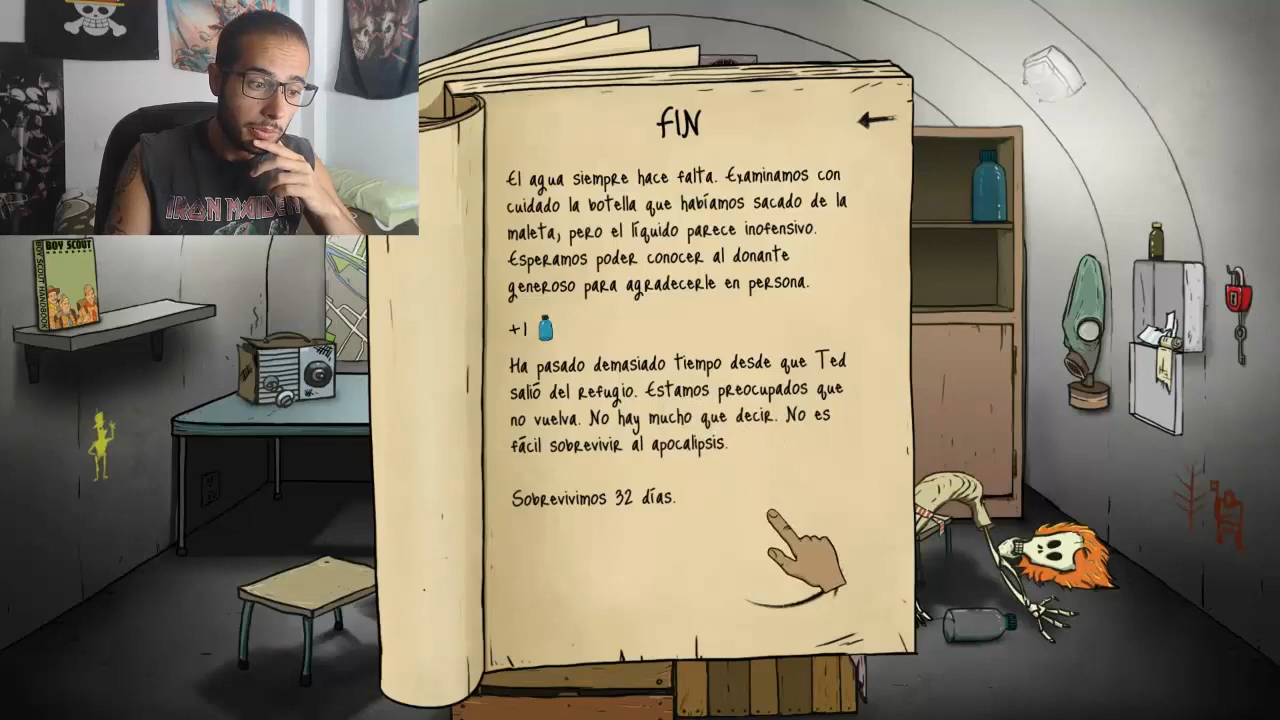 FIN
El agua siempre hace falta. Examinamos con
cuidado la botella que habíamos sacado de la
maleta, pero el líquido parece inofensivo.
Esperamos poder conocer al donante
generoso para agradecerle en persona.
+1
Ha pasado demasiado tiempo desde que Ted
salió del refugio. Estamos preocupados que
no vuelva. No hay mucho que decir. No es
fácil sobrevivir al apocalipsis.
Sobrevivimos 32 días.
IRON MAIDEN
BOY SCOUT
BOY SCOUT HANDBOOK